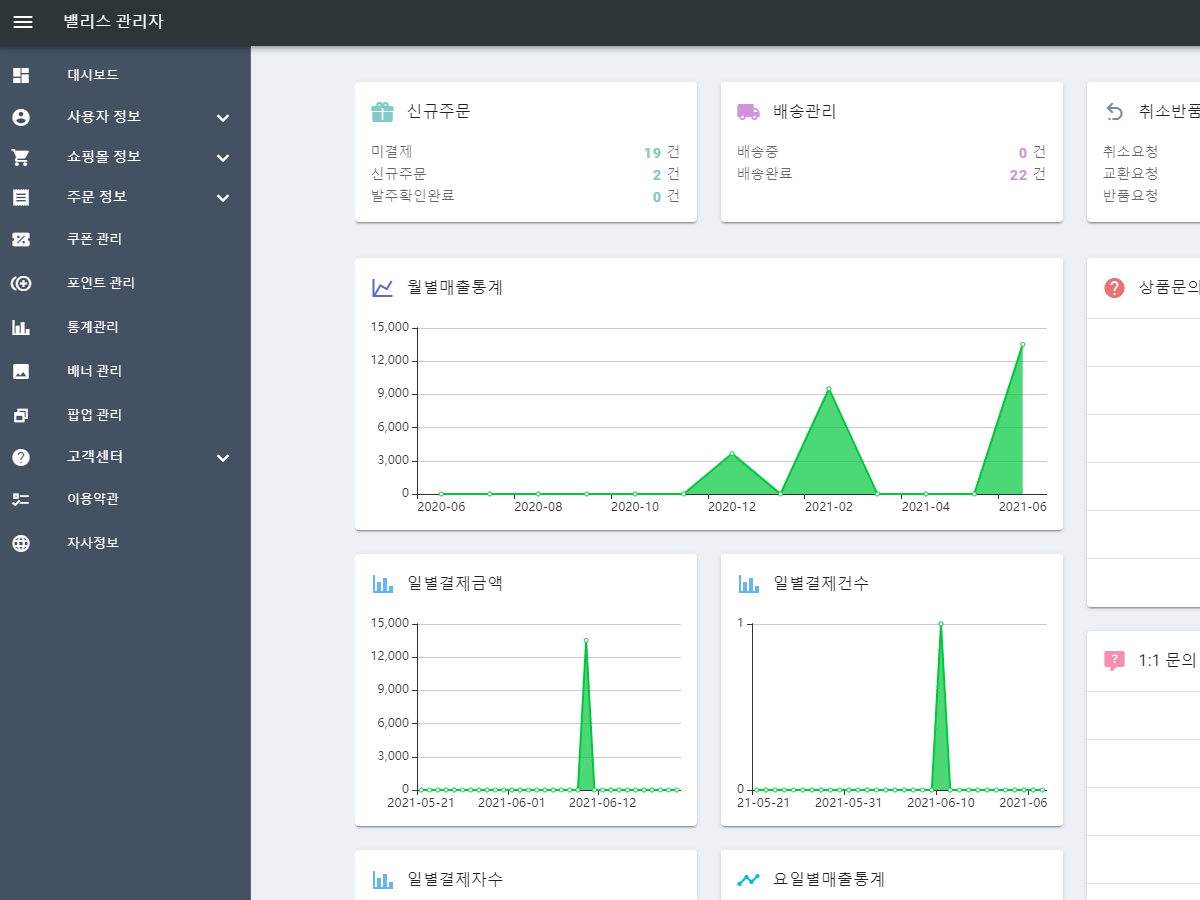 밸리스 관리자
대시보드
사용자 정보
쇼핑몰 정보
주문 정보
쿠폰 관리
포인트 관리
통계관리
배너 관리
팝업 관리
고객센터
이용약관
자사정보
신규주문
미결제 19 건
신규주문 2 건
발주확인완료 0 건
배송관리
배송중 0 건
배송완료 22 건
취소반품
취소요청
교환요청
반품요청
월별매출통계
15,000
12,000
9,000
6,000
3,000
0
2020-06 2020-08 2020-10 2020-12 2021-02 2021-04 2021-06
상품문의
일별결제금액
15,000
12,000
9,000
6,000
3,000
0
2021-05-21 2021-06-01 2021-06-12
일별결제건수
1
0
21-05-21 2021-05-31 2021-06-10 2021-06
1:1 문의
일별결제자수
요일별매출통계